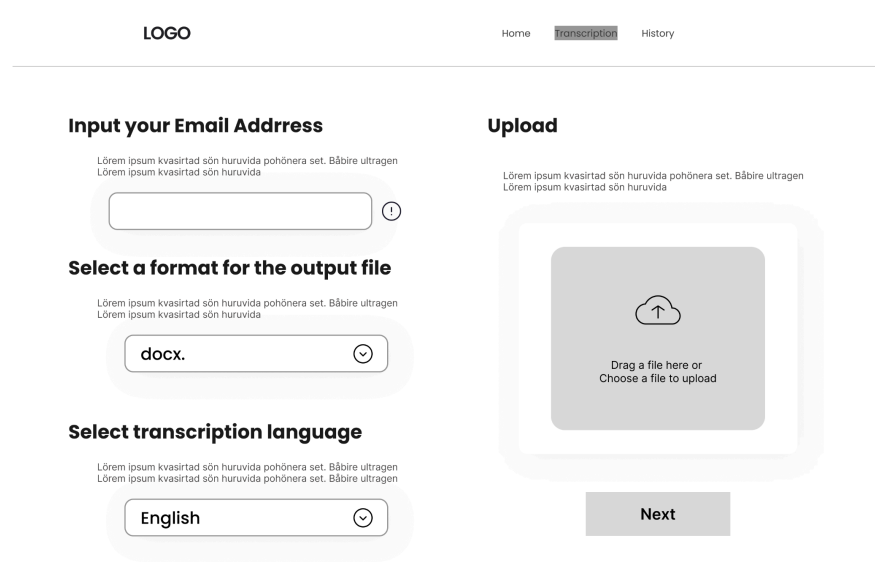 LOGO
Home
Transcription
History
Input your Email Addrress
Lörem ipsum kvasirtad sön huruvida pohönera set. Båbire ultragen
Lörem ipsum kvasirtad sön huruvida
Select a format for the output file
Lörem ipsum kvasirtad sön huruvida pohönera set. Båbire ultragen
Lörem ipsum kvasirtad sön huruvida
docx.
Select transcription language
Lörem ipsum kvasirtad sön huruvida pohönera set. Båbire ultragen
Lörem ipsum kvasirtad sön huruvida pohönera set. Båbire ultragen
English
Upload
Lörem ipsum kvasirtad sön huruvida pohönera set. Båbire ultragen
Lörem ipsum kvasirtad sön huruvida
Drag a file here or
Choose a file to upload
Next